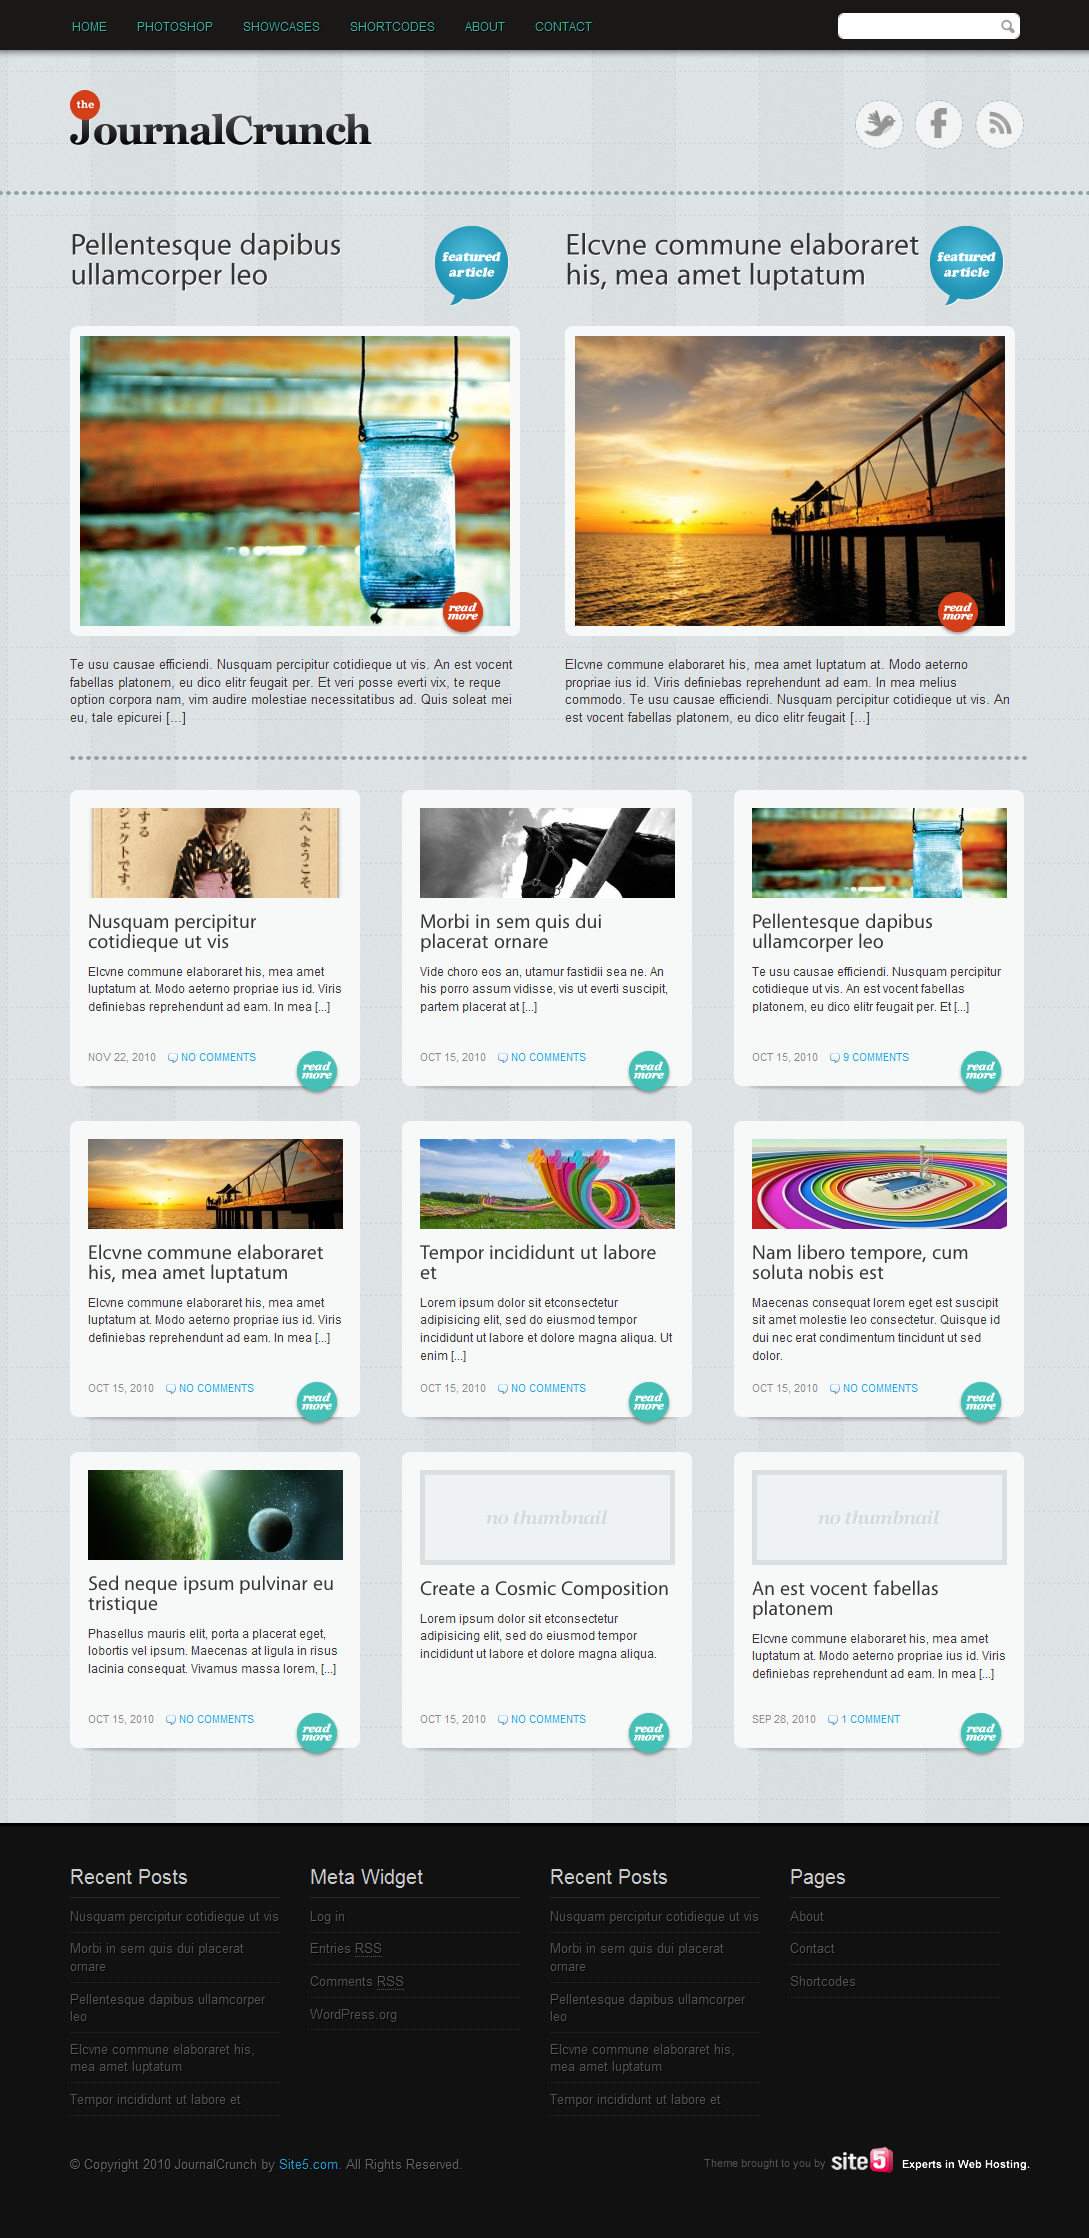 HOME PHOTOSHOP SHOWCASES SHORTCODES ABOUT CONTACT
the
JournalCrunch
Pellentesque dapibus
ullamcorper leo
featured
article
Elcvne commune elaboraret
his, mea amet luptatum
featured
article
read
more
read
more
Te usu causae efficiendi. Nusquam percipitur cotidieque ut vis. An est vocent
fabellas platonem, eu dico elitr feugait per. Et veri posse everti vix, te reque
option corpora nam, vim audire molestiae necessitatibus ad. Quis soleat mei
eu, tale epicurei [...]
Elcvne commune elaboraret his, mea amet luptatum at. Modo aeterno
propriae ius id. Viris definiebas reprehendunt ad eam. In mea melius
commodo. Te usu causae efficiendi. Nusquam percipitur cotidieque ut vis. An
est vocent fabellas platonem, eu dico elitr feugait [...]
する
ジェクトです。
へようこそ。
Nusquam percipitur
cotidieque ut vis
Elcvne commune elaboraret his, mea amet
luptatum at. Modo aeterno propriae ius id. Viris
definiebas reprehendunt ad eam. In mea [...]
NOV 22, 2010 NO COMMENTS
read
more
Morbi in sem quis dui
placerat ornare
Vide choro eos an, utamur fastidii sea ne. An
his porro assum vidisse, vis ut everti suscipit,
partem placerat at [...]
OCT 15, 2010 NO COMMENTS
read
more
Pellentesque dapibus
ullamcorper leo
Te usu causae efficiendi. Nusquam percipitur
cotidieque ut vis. An est vocent fabellas
platonem, eu dico elitr feugait per. Et [...]
OCT 15, 2010 9 COMMENTS
read
more
Elcvne commune elaboraret
his, mea amet luptatum
Elcvne commune elaboraret his, mea amet
luptatum at. Modo aeterno propriae ius id. Viris
definiebas reprehendunt ad eam. In mea [...]
OCT 15, 2010 NO COMMENTS
read
more
Tempor incididunt ut labore
et
Lorem ipsum dolor sit etconsectetur
adipisicing elit, sed do eiusmod tempor
incididunt ut labore et dolore magna aliqua. Ut
enim [...]
OCT 15, 2010 NO COMMENTS
read
more
Nam libero tempore, cum
soluta nobis est
Maecenas consequat lorem eget est suscipit
sit amet molestie leo consectetur. Quisque id
dui nec erat condimentum tincidunt ut sed
dolor.
OCT 15, 2010 NO COMMENTS
read
more
Sed neque ipsum pulvinar eu
tristique
Phasellus mauris elit, porta a placerat eget,
lobortis vel ipsum. Maecenas at ligula in risus
lacinia consequat. Vivamus massa lorem, [...]
OCT 15, 2010 NO COMMENTS
read
more
no thumbnail
Create a Cosmic Composition
Lorem ipsum dolor sit etconsectetur
adipisicing elit, sed do eiusmod tempor
incididunt ut labore et dolore magna aliqua.
OCT 15, 2010 NO COMMENTS
read
more
no thumbnail
An est vocent fabellas
platonem
Elcvne commune elaboraret his, mea amet
luptatum at. Modo aeterno propriae ius id. Viris
definiebas reprehendunt ad eam. In mea [...]
SEP 28, 2010 1 COMMENT
read
more
Recent Posts
Nusquam percipitur cotidieque ut vis
Morbi in sem quis dui placerat
ornare
Pellentesque dapibus ullamcorper
leo
Elcvne commune elaboraret his,
mea amet luptatum
Tempor incididunt ut labore et
Meta Widget
Log in
Entries RSS
Comments RSS
WordPress.org
Recent Posts
Nusquam percipitur cotidieque ut vis
Morbi in sem quis dui placerat
ornare
Pellentesque dapibus ullamcorper
leo
Elcvne commune elaboraret his,
mea amet luptatum
Tempor incididunt ut labore et
Pages
About
Contact
Shortcodes
© Copyright 2010 JournalCrunch by Site5.com. All Rights Reserved.
Theme brought to you by site5 Experts in Web Hosting.